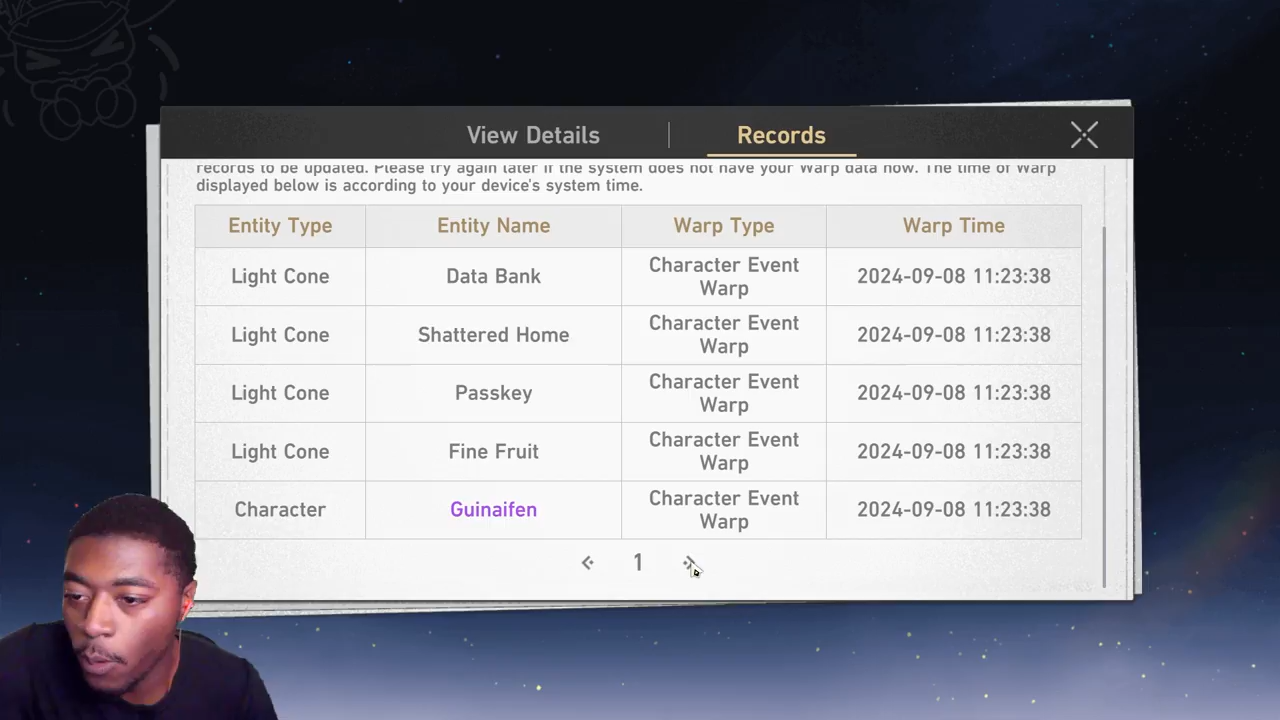 View Details
Records
records to be updated. Please try again later if the system does not have your Warp data now. The time of Warp
displayed below is according to your device's system time.
Entity Type Entity Name Warp Type Warp Time
Light Cone Data Bank Character Event Warp 2024-09-08 11:23:38
Light Cone Shattered Home Character Event Warp 2024-09-08 11:23:38
Light Cone Passkey Character Event Warp 2024-09-08 11:23:38
Light Cone Fine Fruit Character Event Warp 2024-09-08 11:23:38
Character Guinaifen Character Event Warp 2024-09-08 11:23:38
1